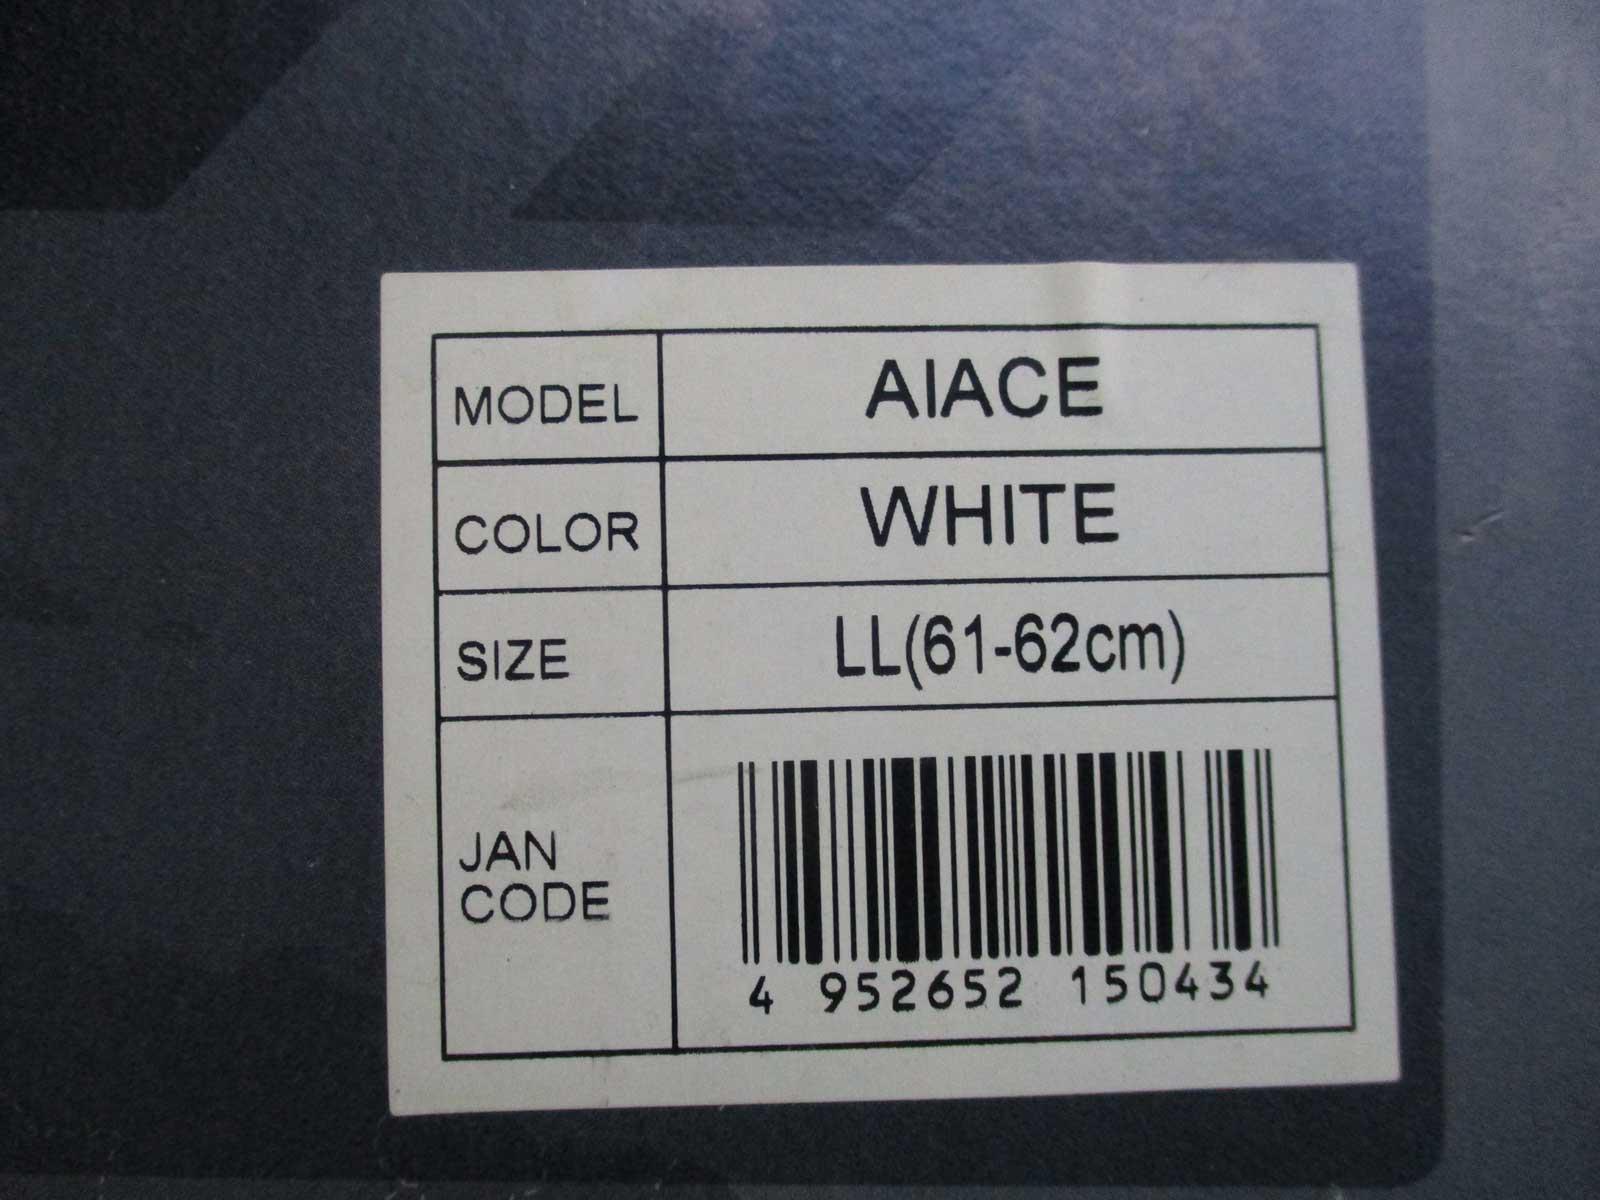 MODEL AIACE
COLOR WHITE
SIZE LL(61-62cm)
JAN
CODE
4 952652 150434